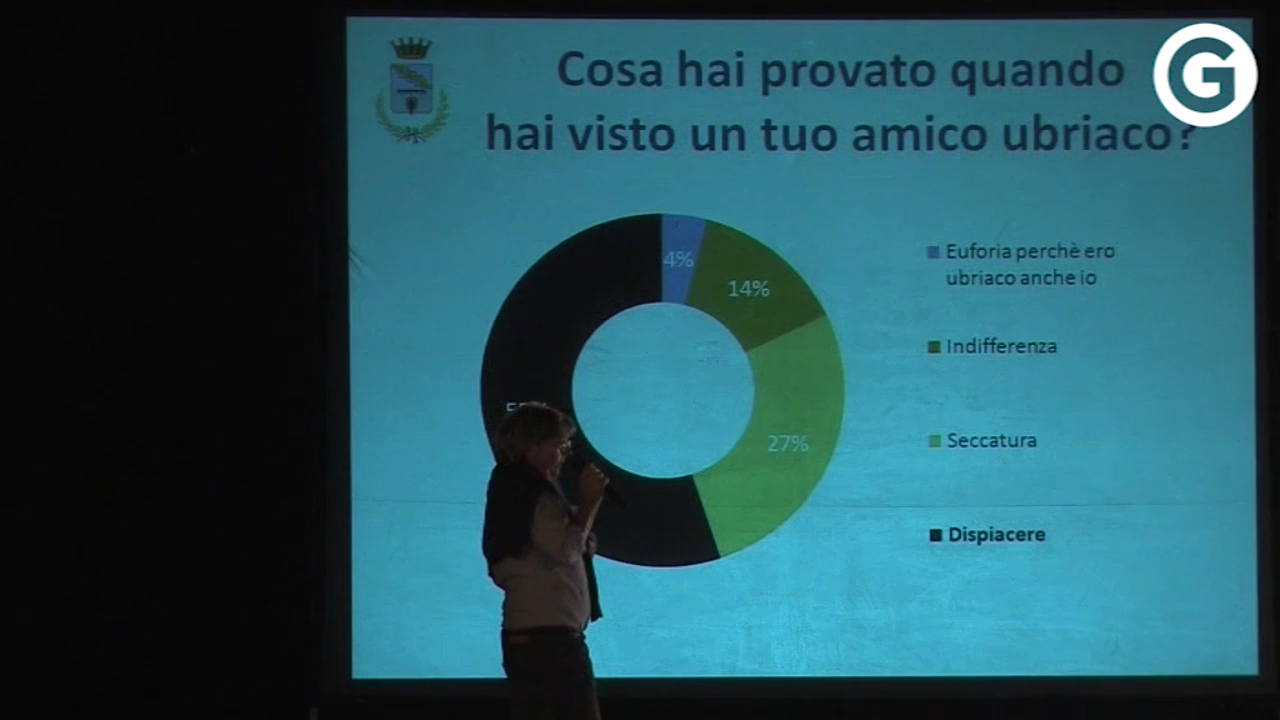 G
Cosa hai provato quando
hai visto un tuo amico ubriaco?
4%
14%
27%
Euforia perchè ero
ubriaco anche io
Indifferenza
Seccatura
Dispiacere